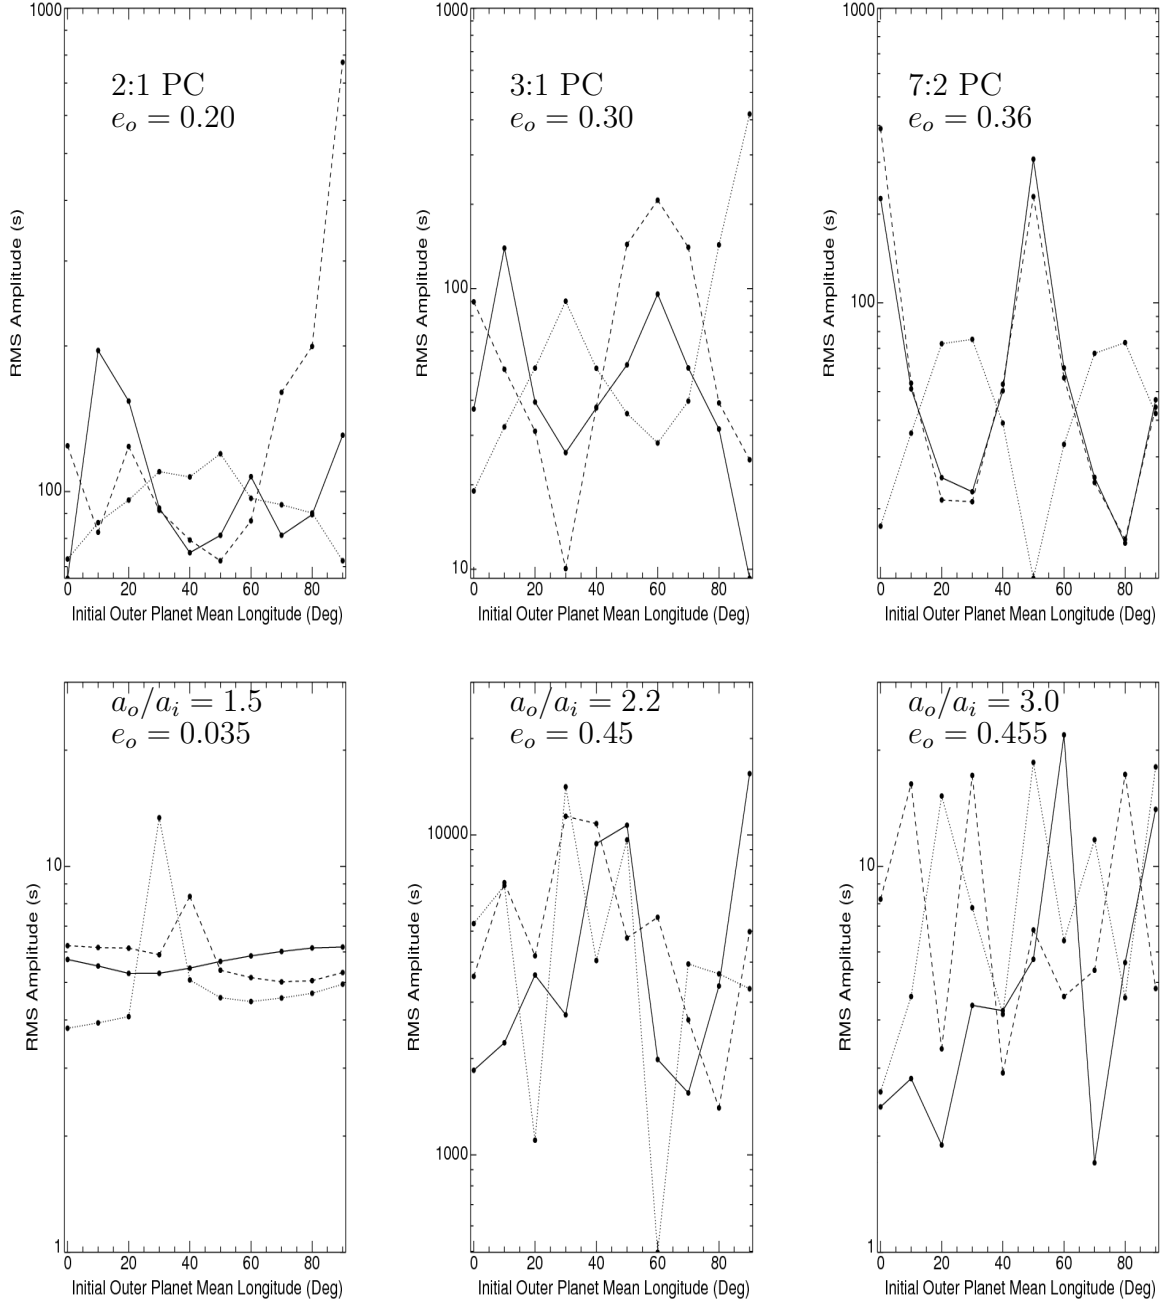 1000
100
2:1 PC
e_o = 0.20
RMS Amplitude (s)
0 20 40 60 80
Initial Outer Planet Mean Longitude (Deg)
1000
100
10
3:1 PC
e_o = 0.30
RMS Amplitude (s)
0 20 40 60 80
Initial Outer Planet Mean Longitude (Deg)
1000
100
7:2 PC
e_o = 0.36
RMS Amplitude (s)
0 20 40 60 80
Initial Outer Planet Mean Longitude (Deg)
a_o/a_i = 1.5
e_o = 0.035
10
1
RMS Amplitude (s)
0 20 40 60 80
Initial Outer Planet Mean Longitude (Deg)
a_o/a_i = 2.2
e_o = 0.45
10000
1000
RMS Amplitude (s)
0 20 40 60 80
Initial Outer Planet Mean Longitude (Deg)
a_o/a_i = 3.0
e_o = 0.455
10
1
RMS Amplitude (s)
0 20 40 60 80
Initial Outer Planet Mean Longitude (Deg)